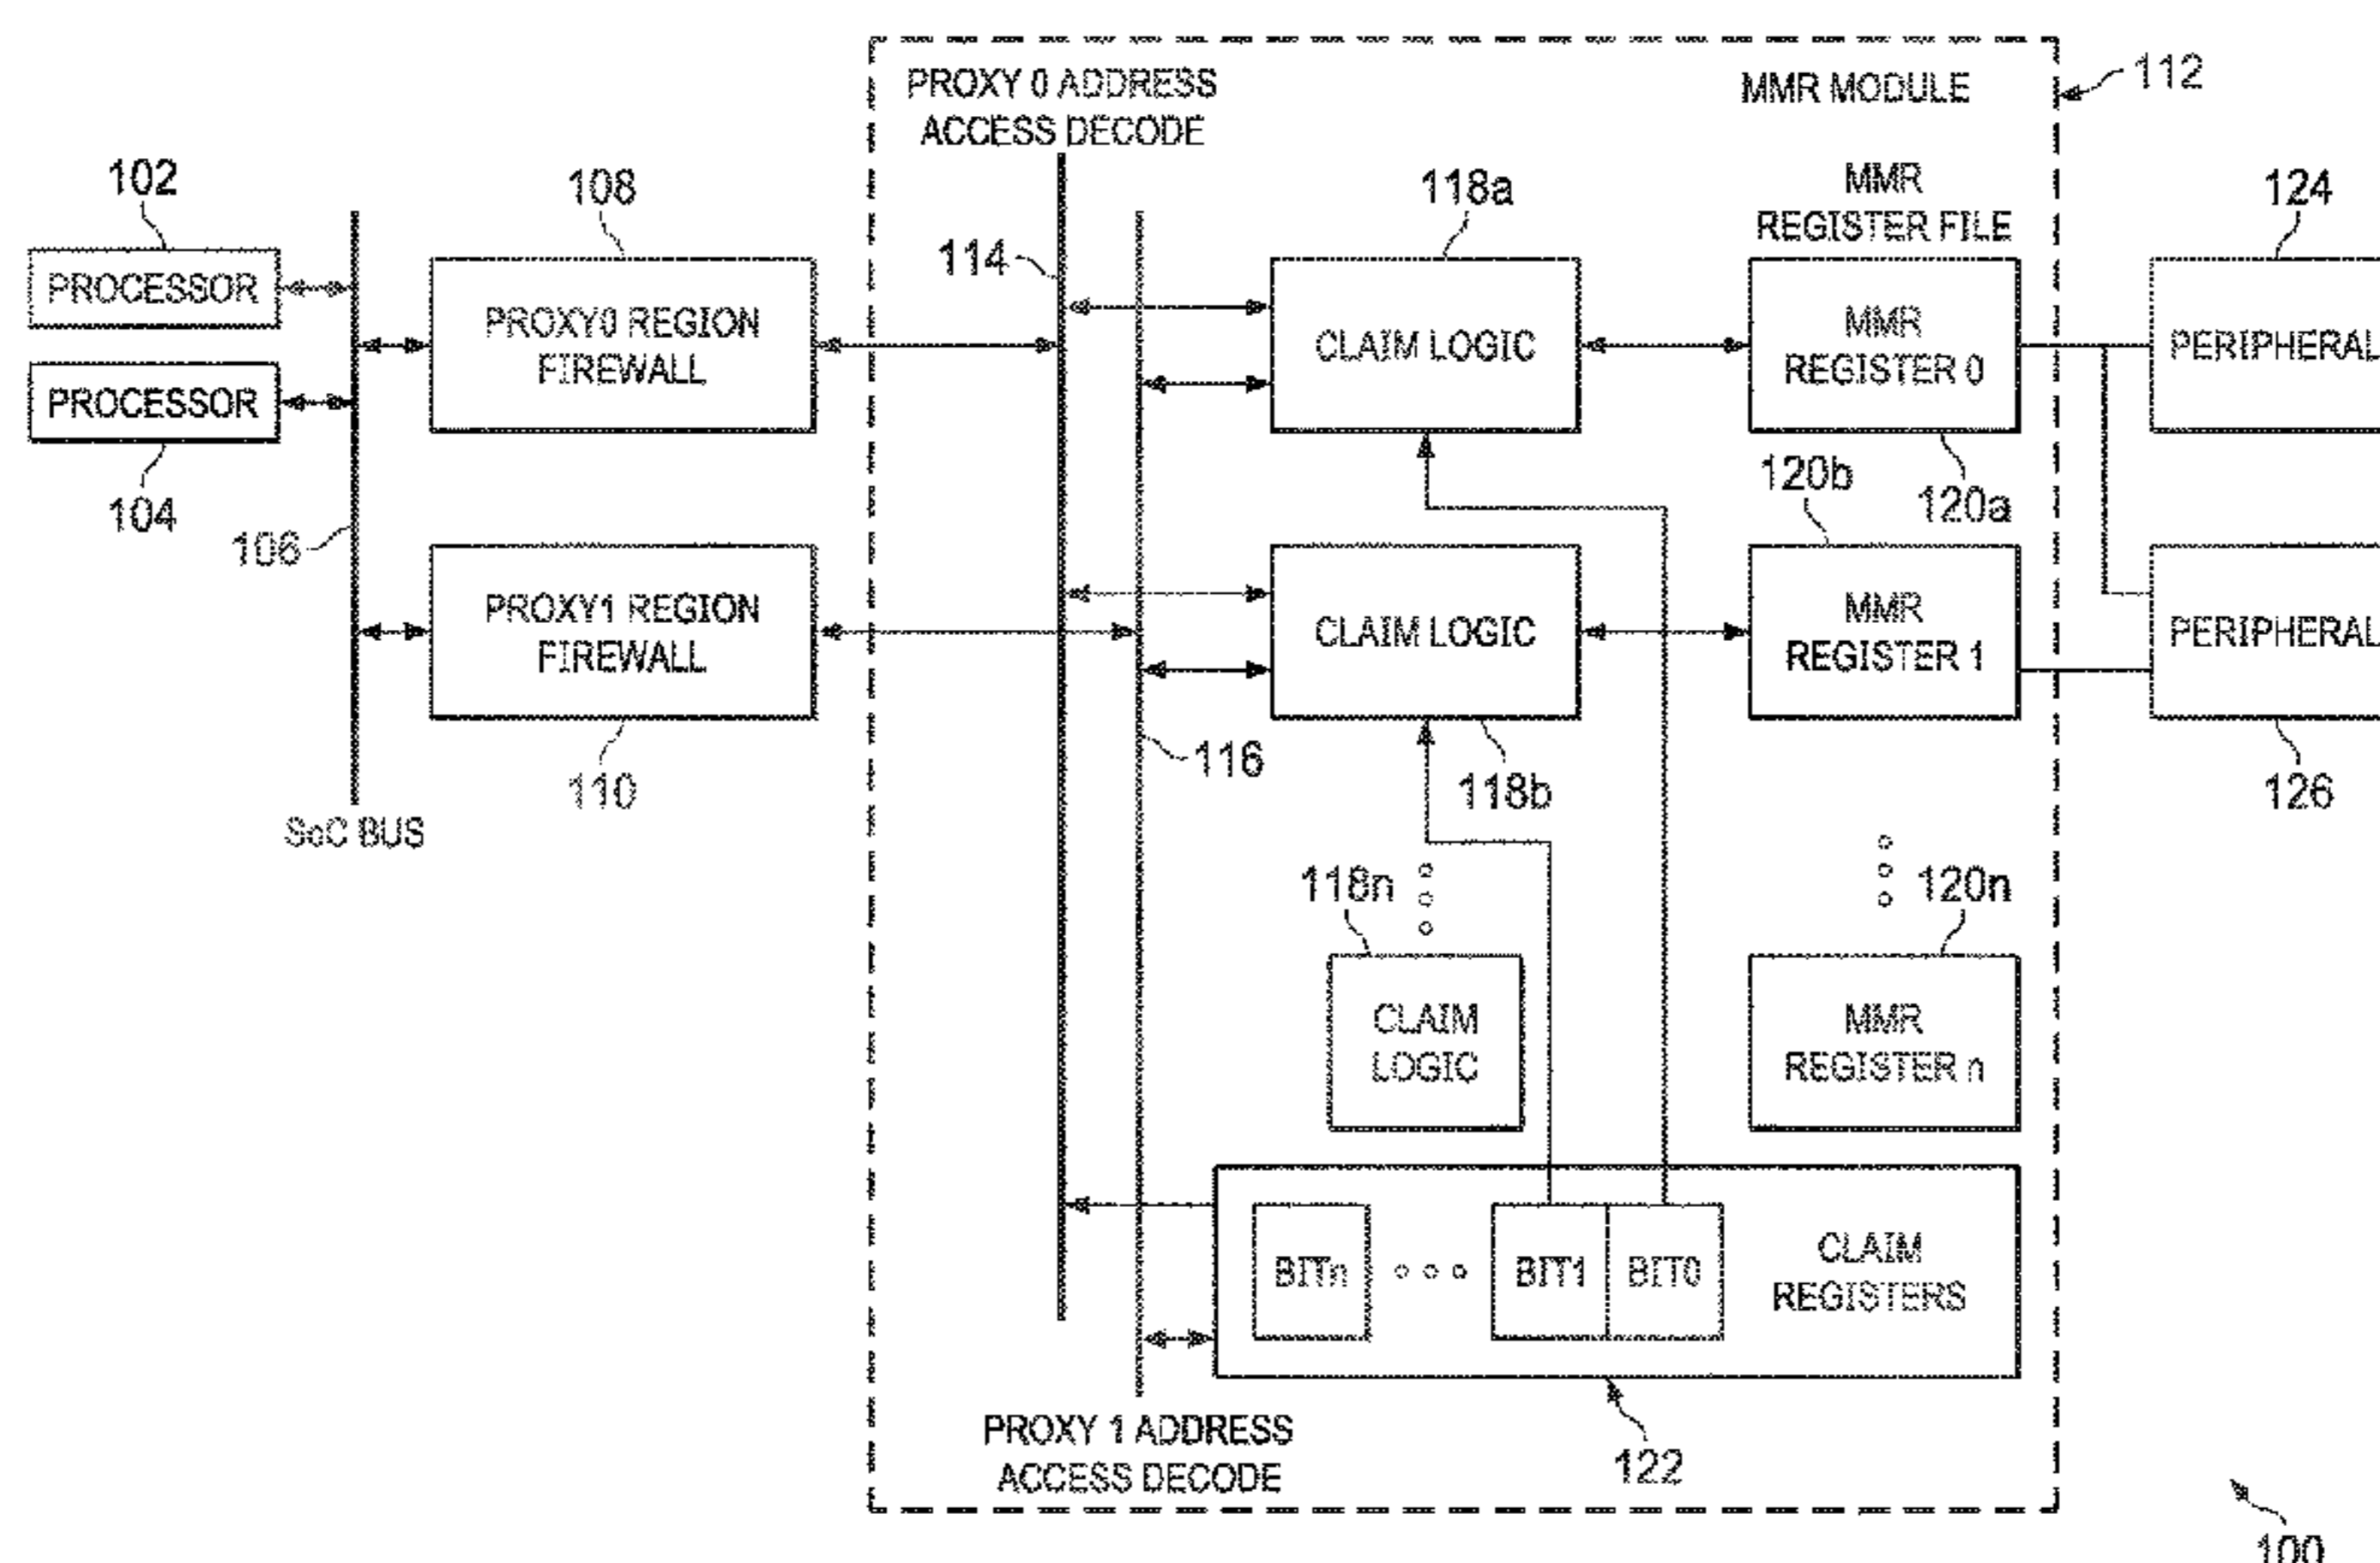 PROXY 0 ADDRESS
ACCESS DECODE
MMR MODULE
112
102
108
118a
MMR
REGISTER FILE
124
114
PROCESSOR
PROXY0 REGION
FIREWALL
CLAIM LOGIC
MMR
REGISTER 0
PERIPHERAL
PROCESSOR
104
106
120b
120a
PROXY1 REGION
FIREWALL
CLAIM LOGIC
MMR
REGISTER 1
PERIPHERAL
110
116
118b
126
SoC BUS
118n
120n
CLAIM
LOGIC
MMR
REGISTER n
BITn
BIT1
BIT0
CLAIM
REGISTERS
PROXY 1 ADDRESS
ACCESS DECODE
122
100